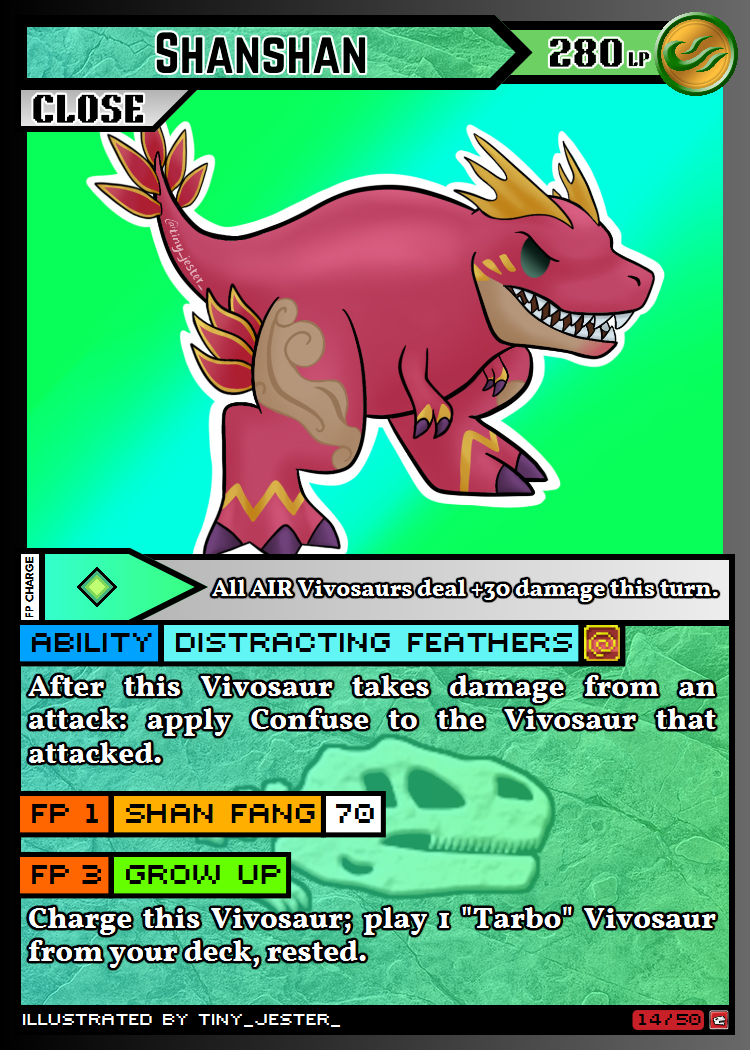 SHANSHAN
280 LP
CLOSE
@tiny_jester_
FP CHARGE
All AIR Vivosaurs deal +30 damage this turn.
ABILITY DISTRACTING FEATHERS
After this Vivosaur takes damage from an
attack: apply Confuse to the Vivosaur that
attacked.
FP 1 SHAN FANG 70
FP 3 GROW UP
Charge this Vivosaur; play 1 "Tarbo" Vivosaur
from your deck, rested.
ILLUSTRATED BY TINY_JESTER_
14/50